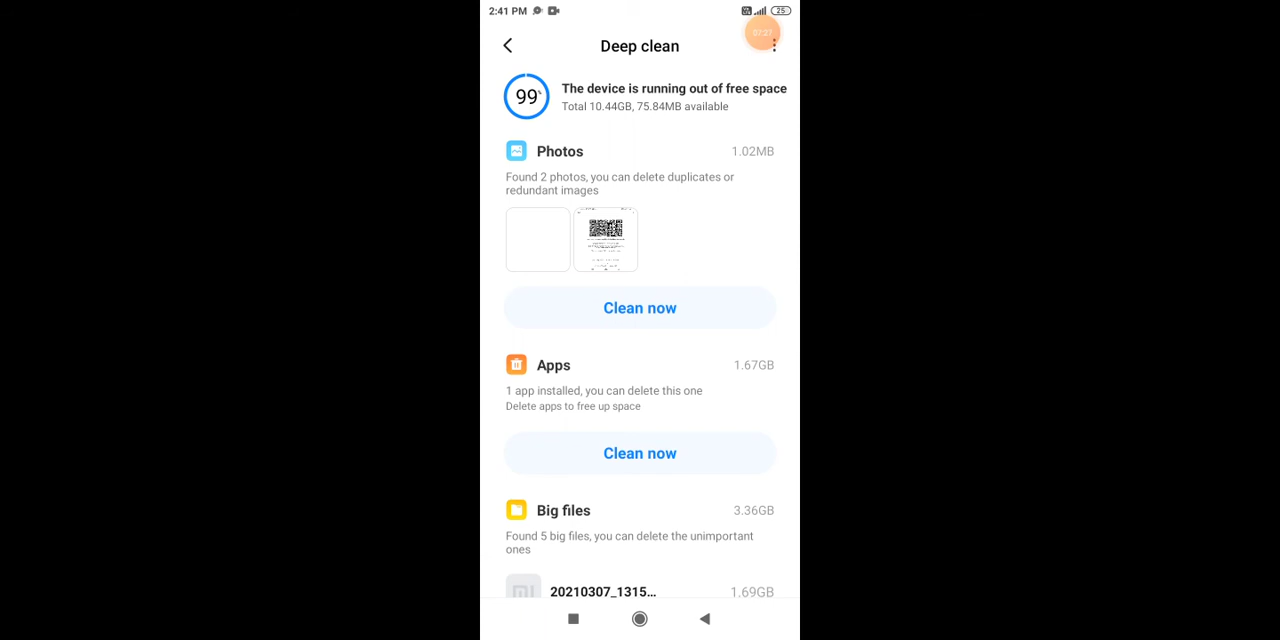 2:41 PM
25
07:27
Deep clean
99%
The device is running out of free space
Total 10.44GB, 75.84MB available
Photos
1.02MB
Found 2 photos, you can delete duplicates or
redundant images
Clean now
Apps
1.67GB
1 app installed, you can delete this one
Delete apps to free up space
Clean now
Big files
3.36GB
Found 5 big files, you can delete the unimportant
ones
20210307_1315...
1.69GB